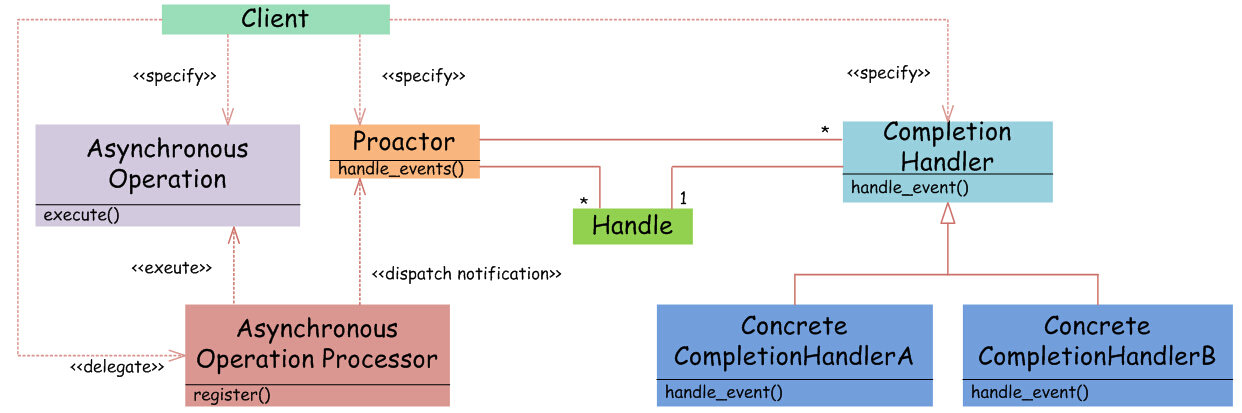 Client
<<specify>>
<<specify>>
<<specify>>
Asynchronous
Operation
execute()
Proactor
handle_events()
*
Completion
Handler
handle_event()
*
1
Handle
<<exeute>>
<<dispatch notification>>
Asynchronous
Operation Processor
register()
<<delegate>>
Concrete
CompletionHandlerA
handle_event()
Concrete
CompletionHandlerB
handle_event()